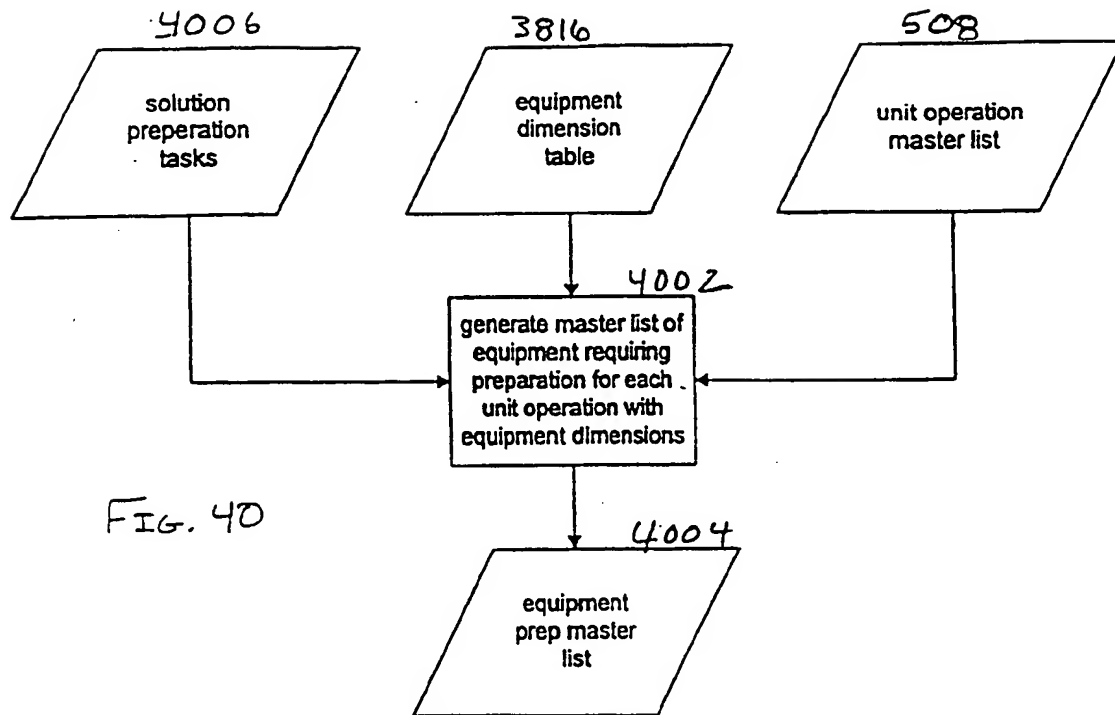 4006
solution
preperation
tasks
3816
equipment
dimension
table
508
unit operation
master list
4002
generate master list of
equipment requiring
preparation for each
unit operation with
equipment dimensions
FIG. 40
4004
equipment
prep master
list